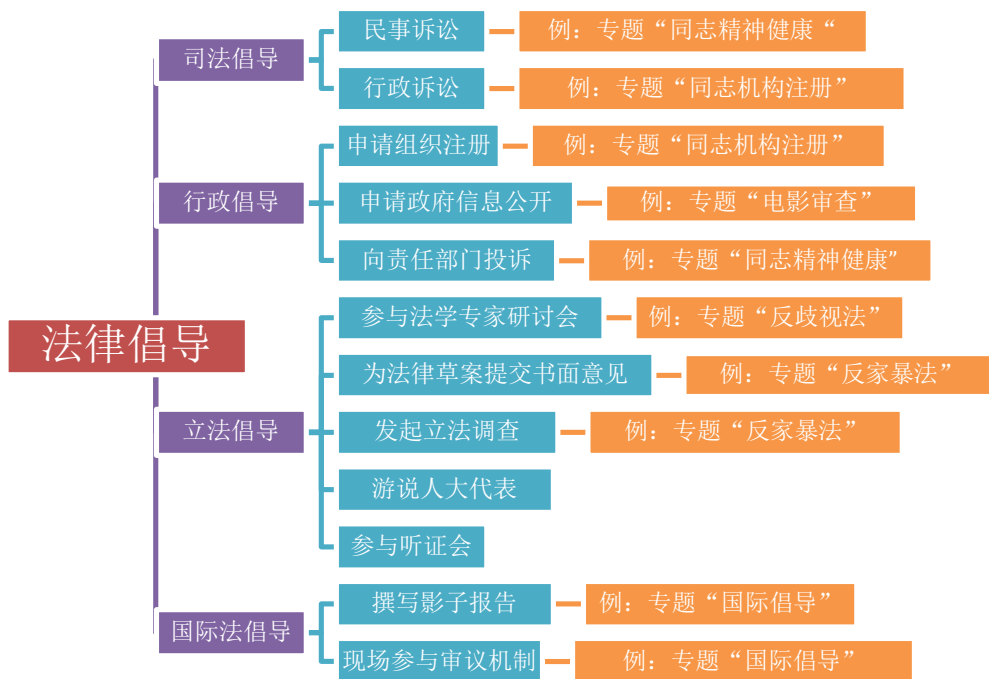 法律倡导
司法倡导
民事诉讼
例：专题“同志精神健康“
行政诉讼
例：专题“同志机构注册”
行政倡导
申请组织注册
例：专题“同志机构注册”
申请政府信息公开
例：专题“电影审查”
向责任部门投诉
例：专题“同志精神健康”
立法倡导
参与法学专家研讨会
例：专题“反歧视法”
为法律草案提交书面意见
例：专题“反家暴法”
发起立法调查
例：专题“反家暴法”
游说人大代表
参与听证会
国际法倡导
撰写影子报告
例：专题“国际倡导”
现场参与审议机制
例：专题“国际倡导”